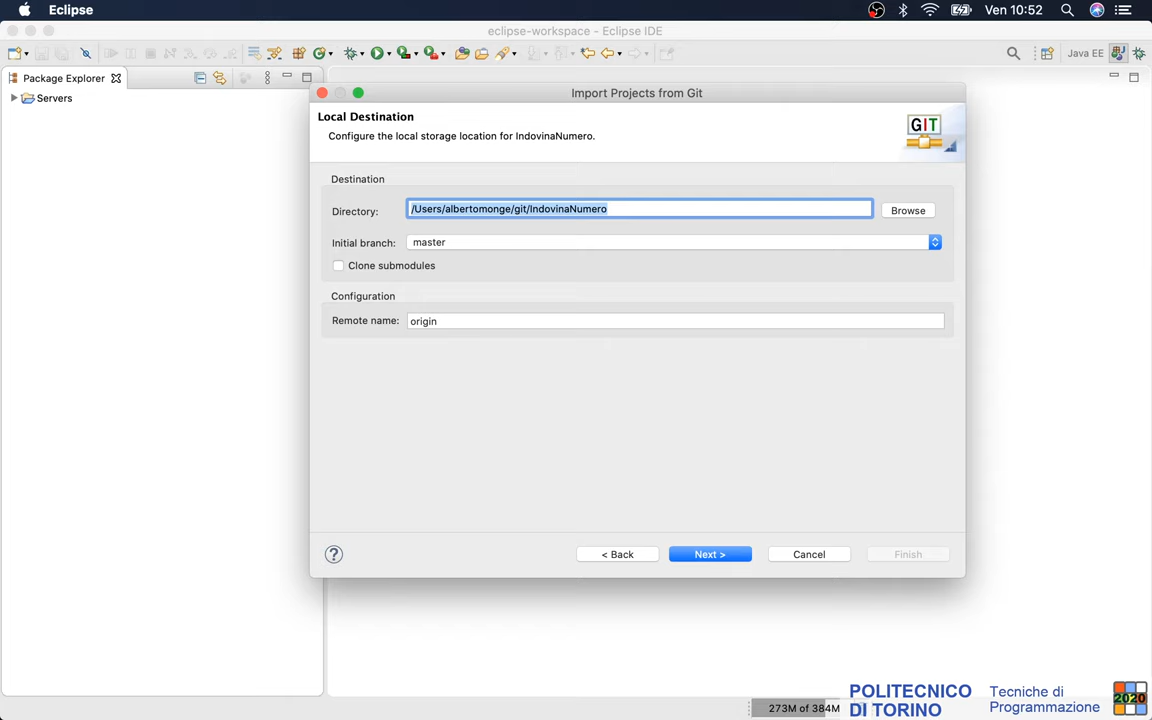 Eclipse
Ven 10:52
eclipse-workspace - Eclipse IDE
Java EE
Package Explorer
Servers
Import Projects from Git
Local Destination
Configure the local storage location for IndovinaNumero.
GIT
Destination
Directory:
/Users/albertomonge/git/IndovinaNumero
Browse
Initial branch:
master
Clone submodules
Configuration
Remote name:
origin
?
< Back
Next >
Cancel
Finish
273M of 384M
POLITECNICO
DI TORINO
Tecniche di
Programmazione
2020